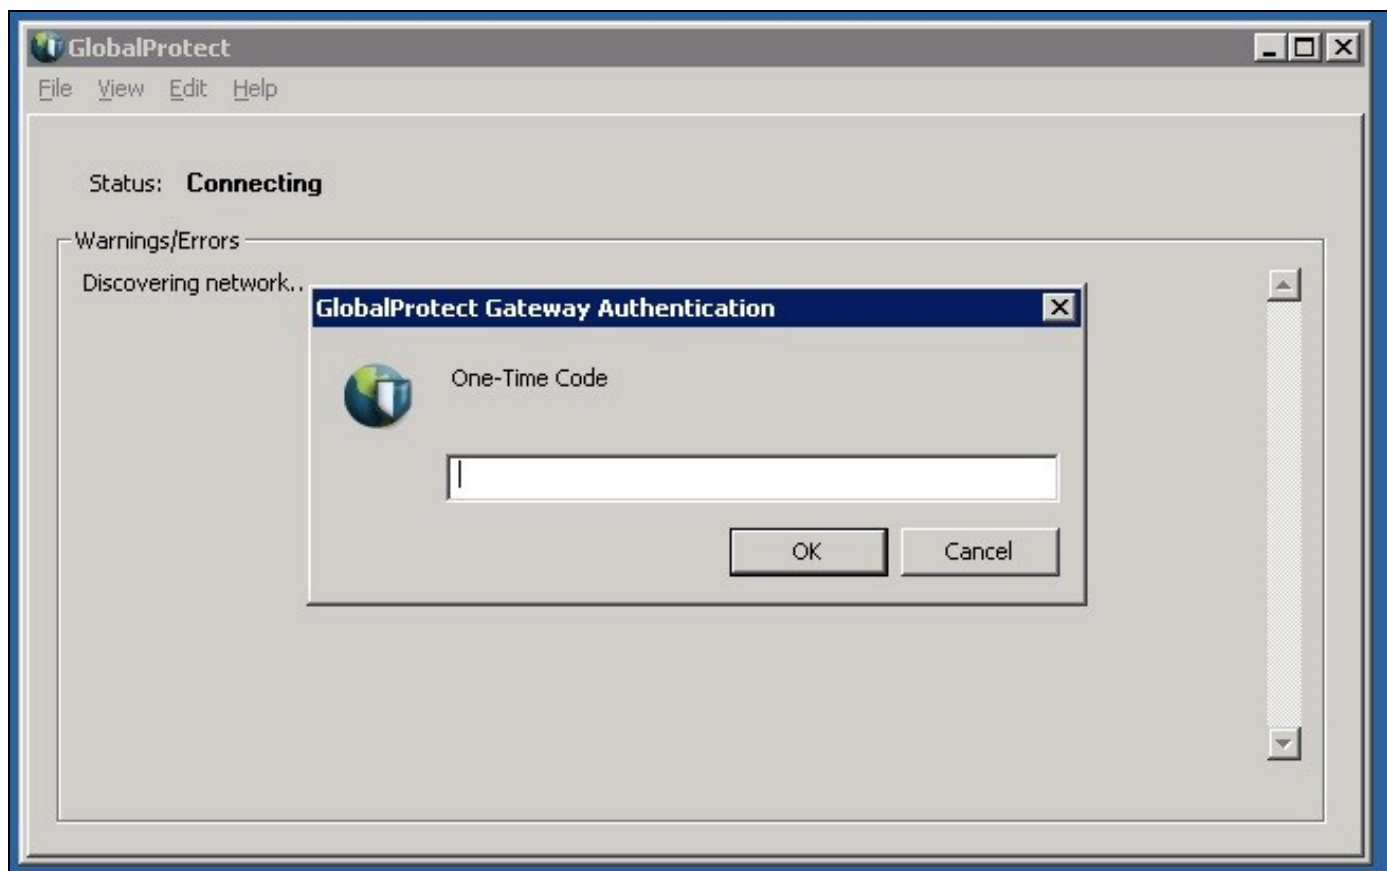 GlobalProtect
File View Edit Help
Status: Connecting
Warnings/Errors
Discovering network..
GlobalProtect Gateway Authentication
One-Time Code
OK Cancel